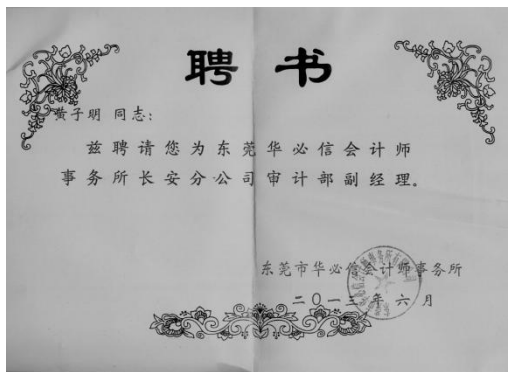 聘书
黄子明 同志：
兹聘请您为东莞华必信会计师
事务所长安分公司审计部副经理。
东莞市华必信会计师事务所
二〇一三年六月